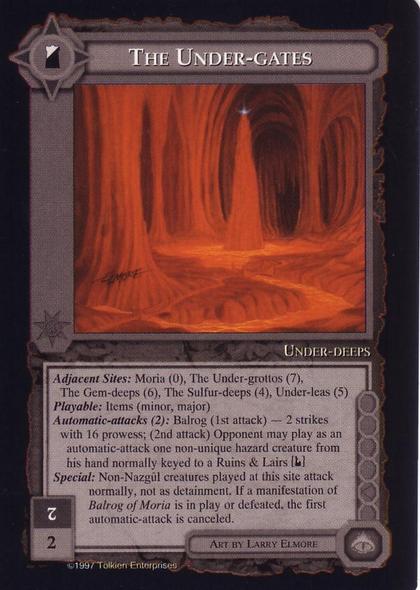 THE UNDER-GATES
ELMORE
UNDER-DEEPS
Adjacent Sites: Moria (0), The Under-grottos (7),
The Gem-deeps (6), The Sulfur-deeps (4), Under-leas (5)
Playable: Items (minor, major)
Automatic-attacks (2): Balrog (1st attack) — 2 strikes
with 16 prowess; (2nd attack) Opponent may play as an
automatic-attack one non-unique hazard creature from
his hand normally keyed to a Ruins & Lairs []
Special: Non-Nazgûl creatures played at this site attack
normally, not as detainment. If a manifestation of
Balrog of Moria is in play or defeated, the first
automatic-attack is canceled.
2
2
ART BY LARRY ELMORE
©1997 Tolkien Enterprises